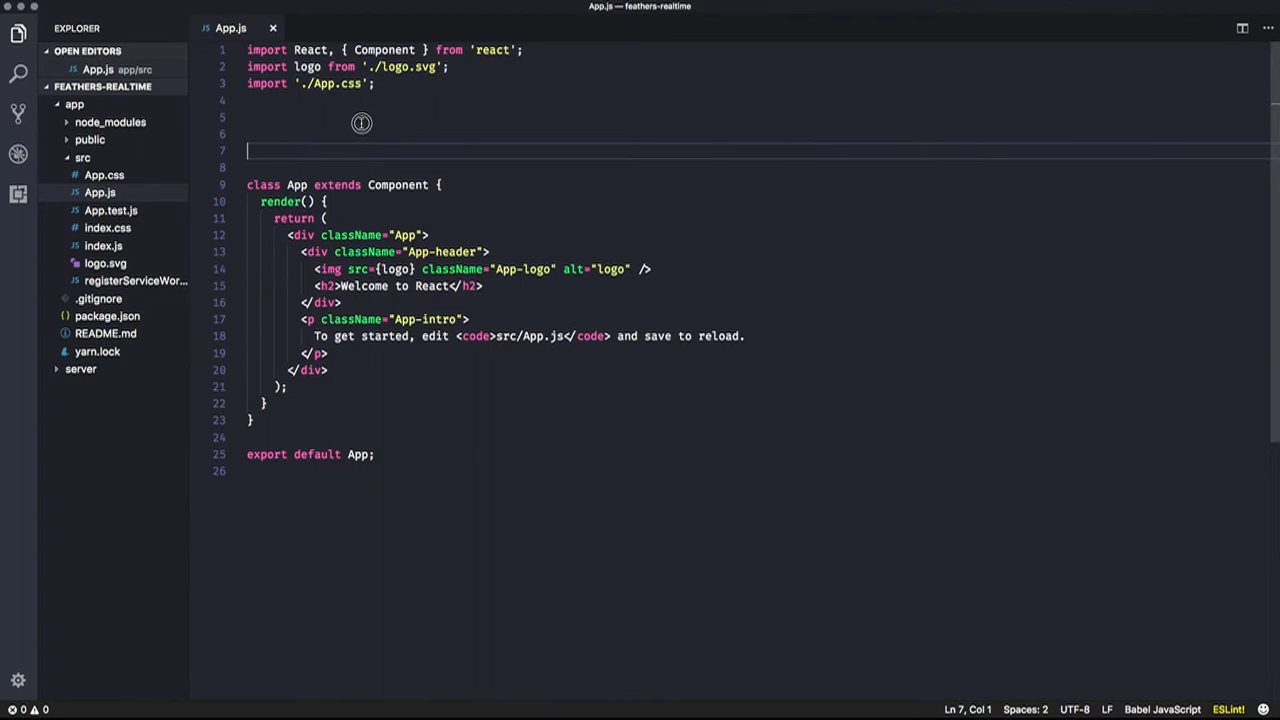 App.js — feathers-realtime
EXPLORER
OPEN EDITORS
JS App.js app/src
FEATHERS-REALTIME
app
node_modules
public
src
# App.css
JS App.js
JS App.test.js
# index.css
JS index.js
logo.svg
JS registerServiceWor...
.gitignore
{} package.json
README.md
yarn.lock
server
JS App.js ×
1 import React, { Component } from 'react';
2 import logo from './logo.svg';
3 import './App.css';
4
5
6
7
8
9 class App extends Component {
10 render() {
11 return (
12 <div className="App">
13 <div className="App-header">
14 <img src={logo} className="App-logo" alt="logo" />
15 <h2>Welcome to React</h2>
16 </div>
17 <p className="App-intro">
18 To get started, edit <code>src/App.js</code> and save to reload.
19 </p>
20 </div>
21 );
22 }
23 }
24
25 export default App;
26
0 0 Ln 7, Col 1 Spaces: 2 UTF-8 LF Babel JavaScript ESLint!